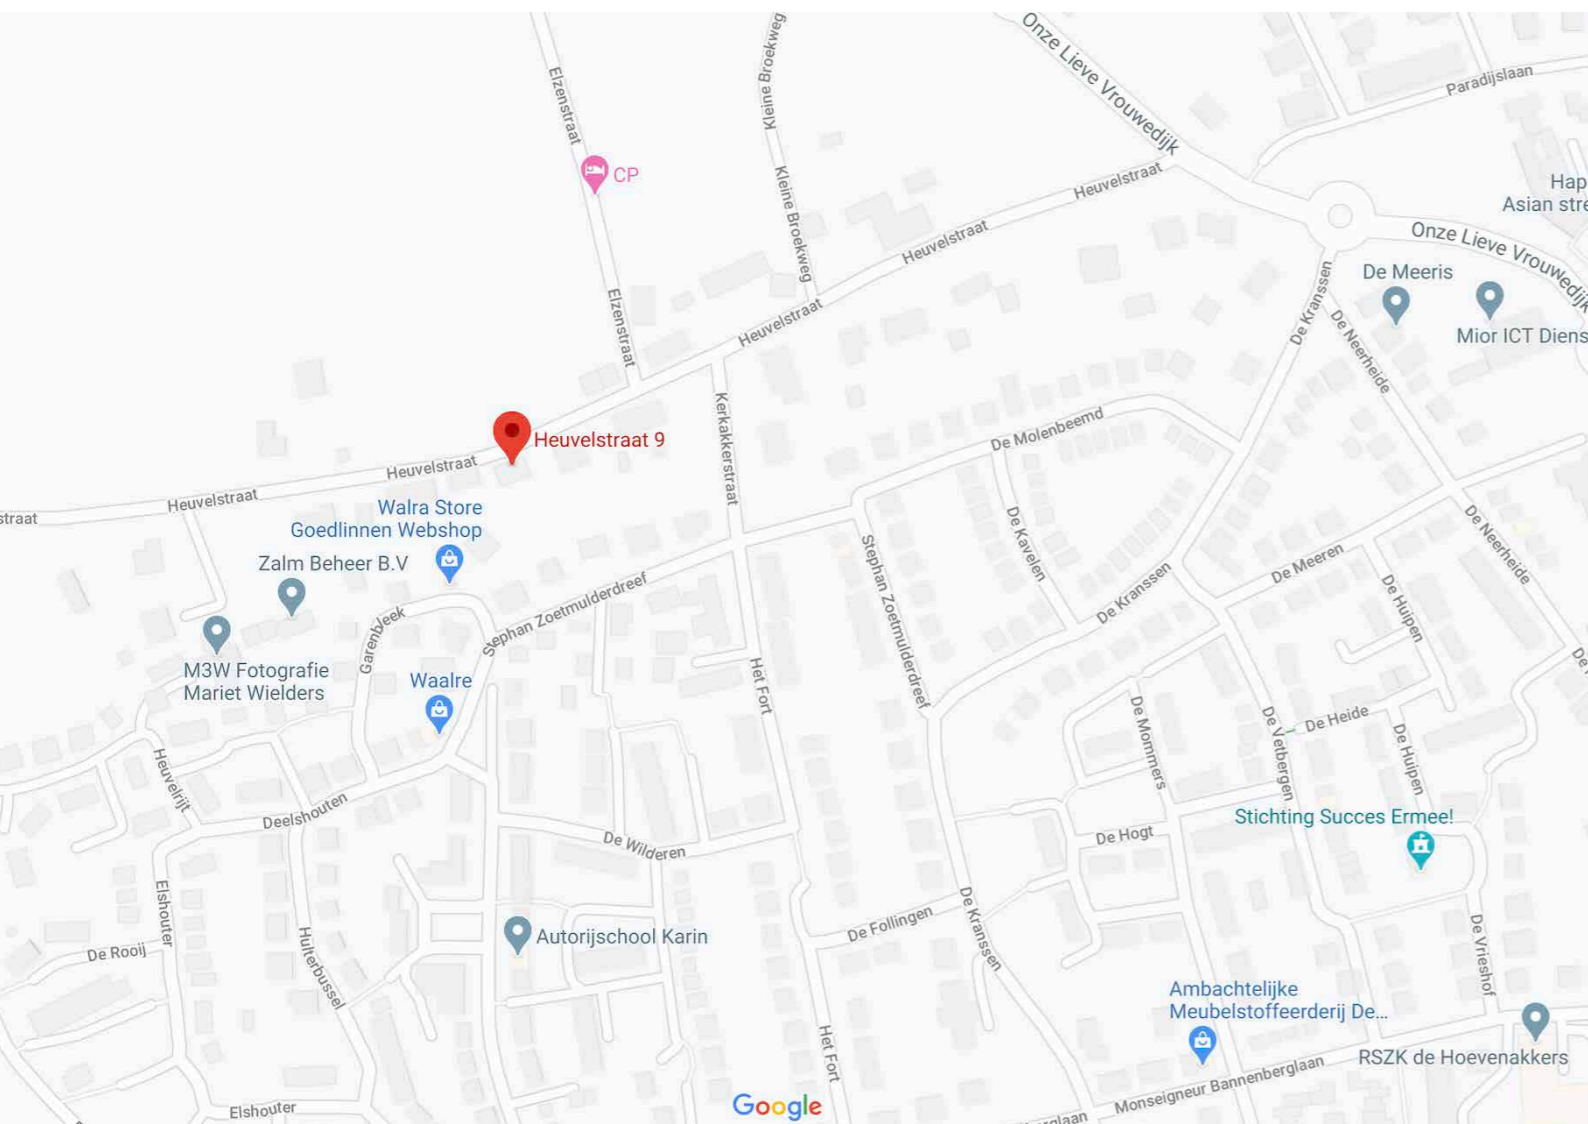 Onze Lieve Vrouwedijk
Kleine Broekweg
Elzenstraat
Paradijslaan
CP
Heuvelstraat
Kleine Broekweg
Hap
Asian stre
Heuvelstraat
Onze Lieve Vrouwedijk
De Meeris
De Kranssen
Elzenstraat
Heuvelstraat
De Neerheide
Mior ICT Diens
Kerkakkerstraat
De Molenbeemd
Heuvelstraat 9
Heuvelstraat
Heuvelstraat
straat
Walra Store
Goedlinnen Webshop
De Kavelen
De Neerheide
Zalm Beheer B.V
Stephan Zoetmulderdreef
Stephan Zoetmulderdreef
De Meeren
De Kranssen
De Huipen
Garenbleek
M3W Fotografie
Mariet Wielders
Waalre
Het Fort
De Mommers
De Vetbergen
De Heide
De Huipen
Heuvelrijt
Deelshouten
De Wilderen
De Hogt
Stichting Succes Ermee!
Elshouter
De Kranssen
De Follingen
De Vrieshof
Autorijschool Karin
De Rooij
Hulterbussel
Ambachtelijke
Meubelstoffeerderij De...
Het Fort
RSZK de Hoevenakkers
Monseigneur Bannenberglaan
Google
Elshouter